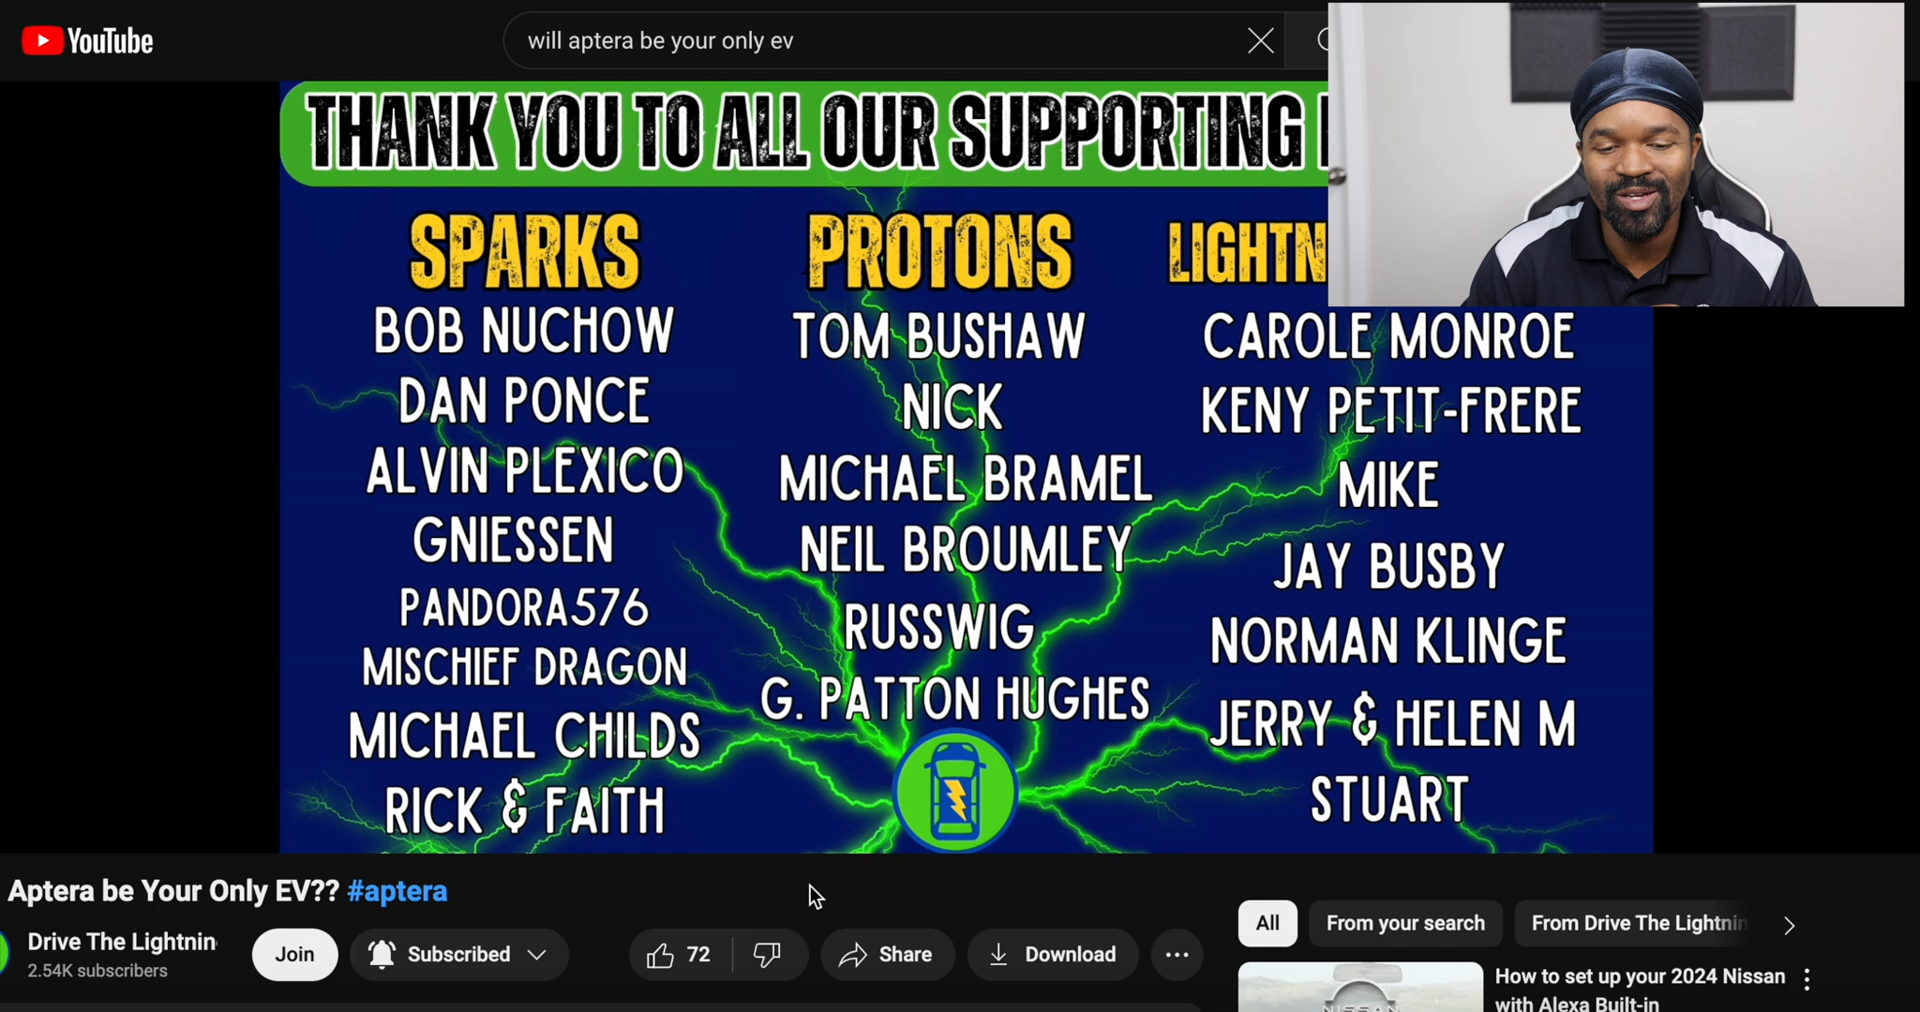 YouTube
will aptera be your only ev
THANK YOU TO ALL OUR SUPPORTING
SPARKS
BOB NUCHOW
DAN PONCE
ALVIN PLEXICO
GNIESSEN
PANDORA576
MISCHIEF DRAGON
MICHAEL CHILDS
RICK & FAITH
PROTONS
TOM BUSHAW
NICK
MICHAEL BRAMEL
NEIL BROUMLEY
RUSSWIG
G. PATTON HUGHES
LIGHTN
CAROLE MONROE
KENY PETIT-FRERE
MIKE
JAY BUSBY
NORMAN KLINGE
JERRY & HELEN M
STUART
Aptera be Your Only EV?? #aptera
Drive The Lightnin
2.54K subscribers
Join
Subscribed
72
Share
Download
All
From your search
From Drive The Lightnin
How to set up your 2024 Nissan
with Alexa Built-in
NISSAN